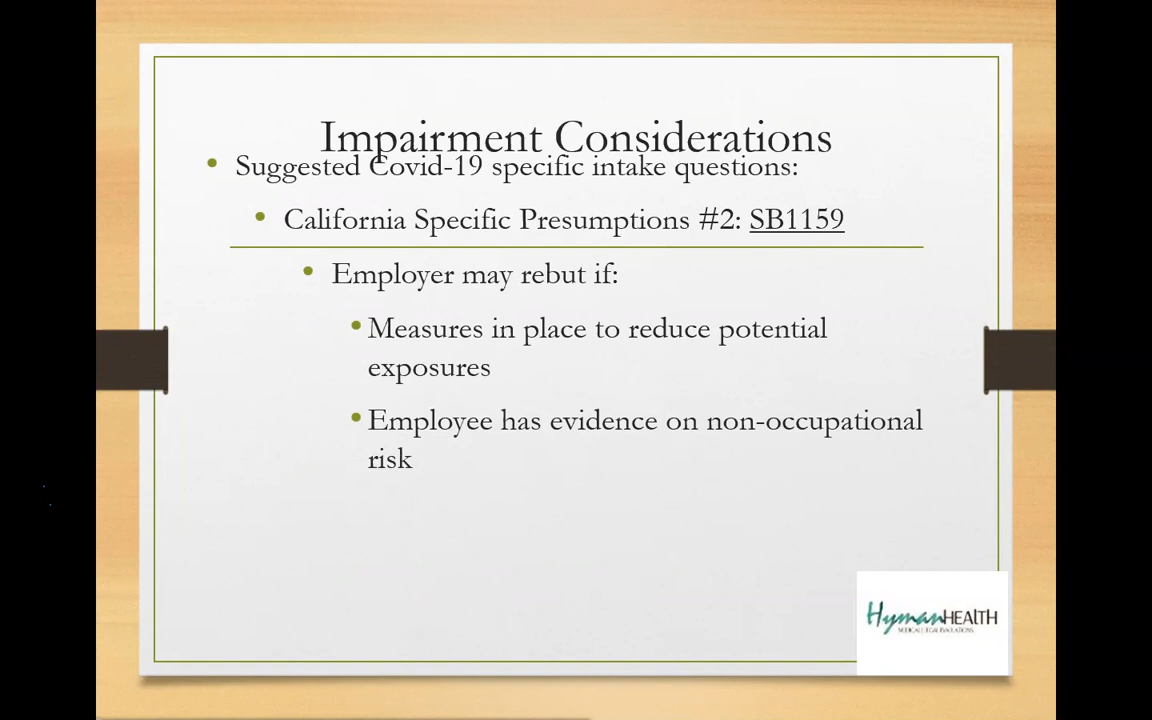 Impairment Considerations
Suggested Covid-19 specific intake questions:
California Specific Presumptions #2: SB1159
Employer may rebut if:
Measures in place to reduce potential
exposures
Employee has evidence on non-occupational
risk
HymanHEALTH
MEDICAL LEGAL EVALUATIONS